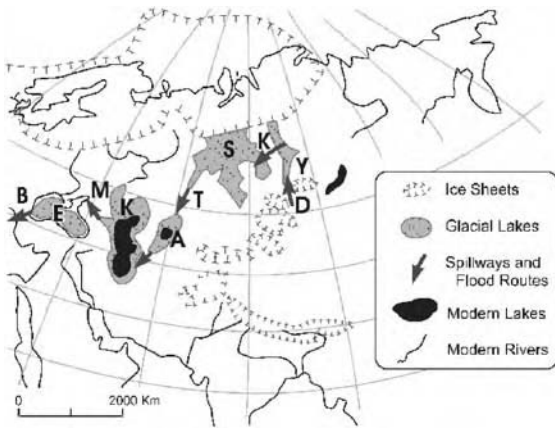 K
S
Y
T
D
B
M
K
E
A
Ice Sheets
Glacial Lakes
Spillways and
Flood Routes
Modern Lakes
Modern Rivers
0 2000 Km